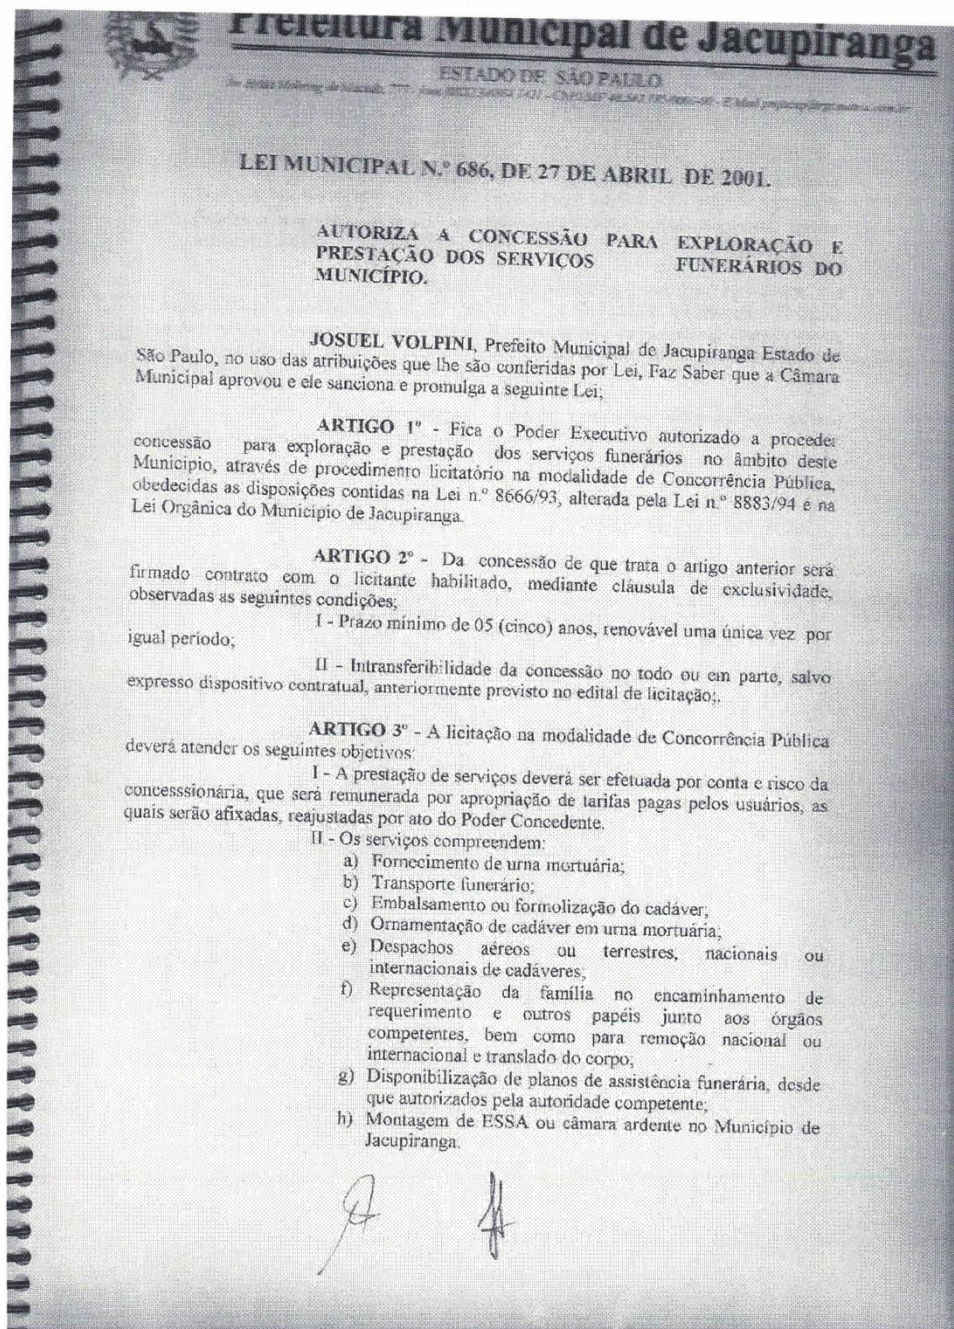 Prefeitura Municipal de Jacupiranga
ESTADO DE SÃO PAULO
LEI MUNICIPAL N.º 686, DE 27 DE ABRIL DE 2001.
AUTORIZA A CONCESSÃO PARA EXPLORAÇÃO E
PRESTAÇÃO DOS SERVIÇOS FUNERÁRIOS DO
MUNICÍPIO.
JOSUEL VOLPINI, Prefeito Municipal de Jacupiranga Estado de
São Paulo, no uso das atribuições que lhe são conferidas por Lei, Faz Saber que a Câmara
Municipal aprovou e ele sanciona e promulga a seguinte Lei;
ARTIGO 1º - Fica o Poder Executivo autorizado a proceder
concessão para exploração e prestação dos serviços funerários no âmbito deste
Município, através de procedimento licitatório na modalidade de Concorrência Pública,
obedecidas as disposições contidas na Lei n.º 8666/93, alterada pela Lei n.º 8883/94 e na
Lei Orgânica do Município de Jacupiranga.
ARTIGO 2º - Da concessão de que trata o artigo anterior será
firmado contrato com o licitante habilitado, mediante cláusula de exclusividade,
observadas as seguintes condições;
I - Prazo mínimo de 05 (cinco) anos, renovável uma única vez por
igual período;
II - Intransferibilidade da concessão no todo ou em parte, salvo
expresso dispositivo contratual, anteriormente previsto no edital de licitação;.
ARTIGO 3º - A licitação na modalidade de Concorrência Pública
deverá atender os seguintes objetivos:
I - A prestação de serviços deverá ser efetuada por conta e risco da
concesssionária, que será remunerada por apropriação de tarifas pagas pelos usuários, as
quais serão afixadas, reajustadas por ato do Poder Concedente.
II - Os serviços compreendem:
a) Fornecimento de urna mortuária;
b) Transporte funerário;
c) Embalsamento ou formolização do cadáver;
d) Ornamentação de cadáver em urna mortuária;
e) Despachos aéreos ou terrestres, nacionais ou
internacionais de cadáveres;
f) Representação da família no encaminhamento de
requerimento e outros papéis junto aos órgãos
competentes, bem como para remoção nacional ou
internacional e translado do corpo;
g) Disponibilização de planos de assistência funerária, desde
que autorizados pela autoridade competente;
h) Montagem de ESSA ou câmara ardente no Município de
Jacupiranga.